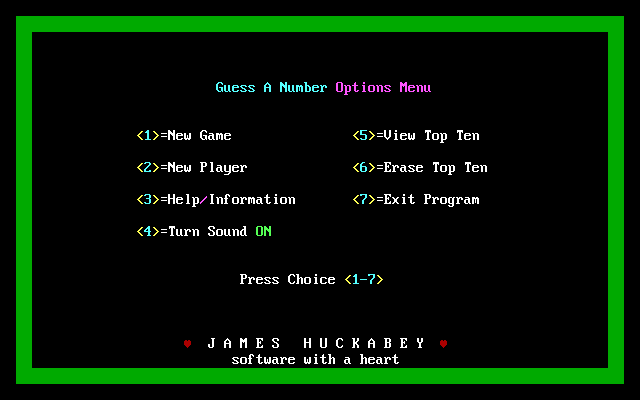 Guess A Number Options Menu
<1>=New Game <5>=View Top Ten
<2>=New Player <6>=Erase Top Ten
<3>=Help/Information <7>=Exit Program
<4>=Turn Sound ON
Press Choice <1-7>
♥ J A M E S H U C K A B E Y ♥
software with a heart